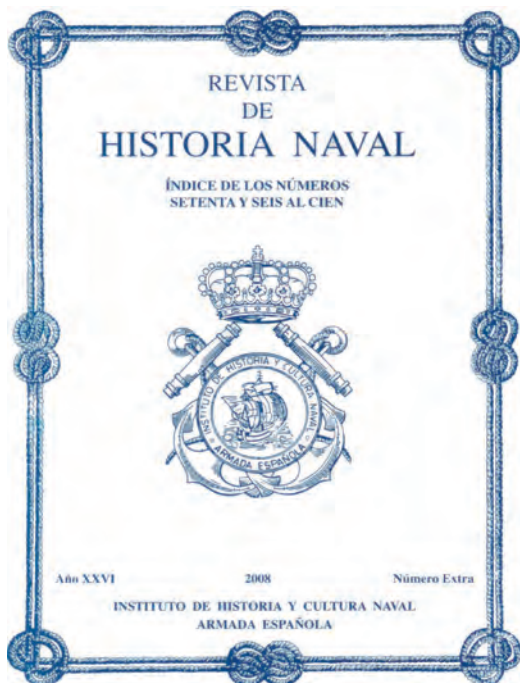 REVISTA
DE
HISTORIA NAVAL
ÍNDICE DE LOS NÚMEROS
SETENTA Y SEIS AL CIEN
INSTITUTO DE HISTORIA Y CULTURA NAVAL
ARMADA ESPAÑOLA
Año XXVI 2008 Número Extra
INSTITUTO DE HISTORIA Y CULTURA NAVAL
ARMADA ESPAÑOLA